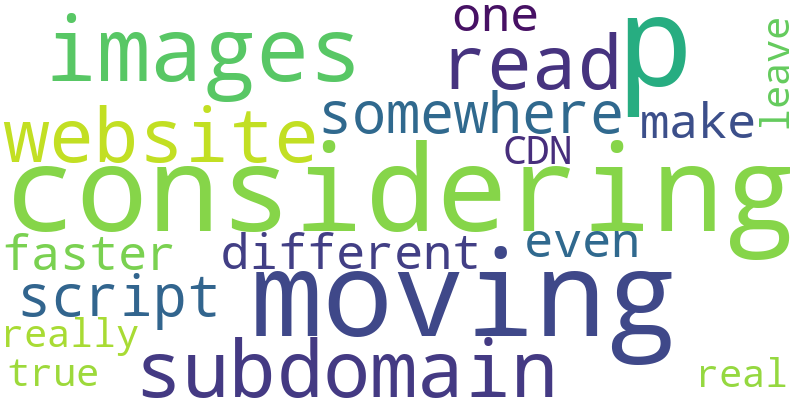 one
images
read
p
leave
somewhere
make
website
CDN
considering
faster
different
even
moving
script
really
true
subdomain
real